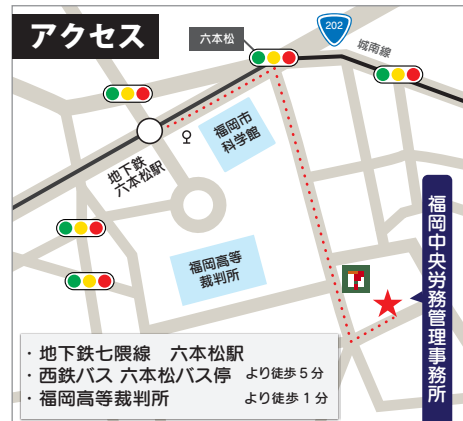 アクセス
202
六本松
城南線
福岡市
科学館
地下鉄
六本松駅
福岡高等
裁判所
福岡中央労務管理事務所
・地下鉄七隈線　六本松駅
・西鉄バス 六本松バス停 より徒歩５分
・福岡高等裁判所 より徒歩１分